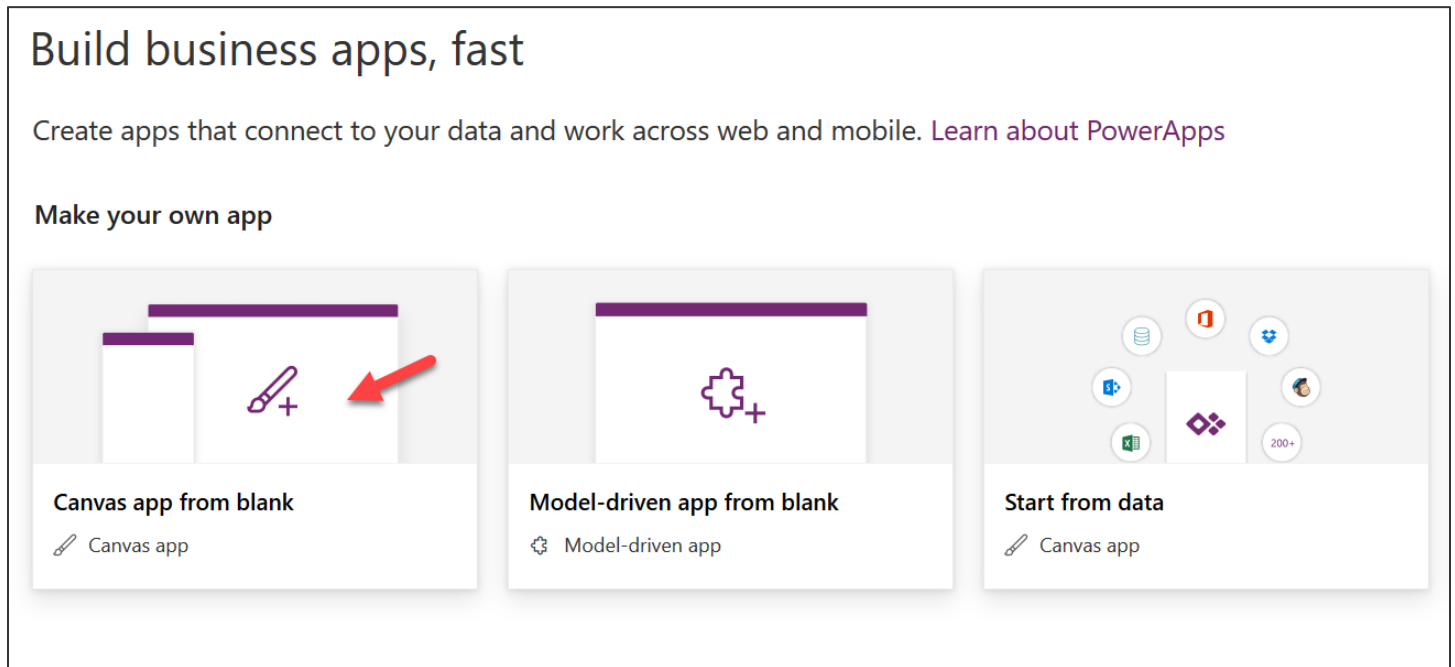 Build business apps, fast
Create apps that connect to your data and work across web and mobile. Learn about PowerApps
Make your own app
200+
Canvas app from blank
Canvas app
Model-driven app from blank
Model-driven app
Start from data
Canvas app